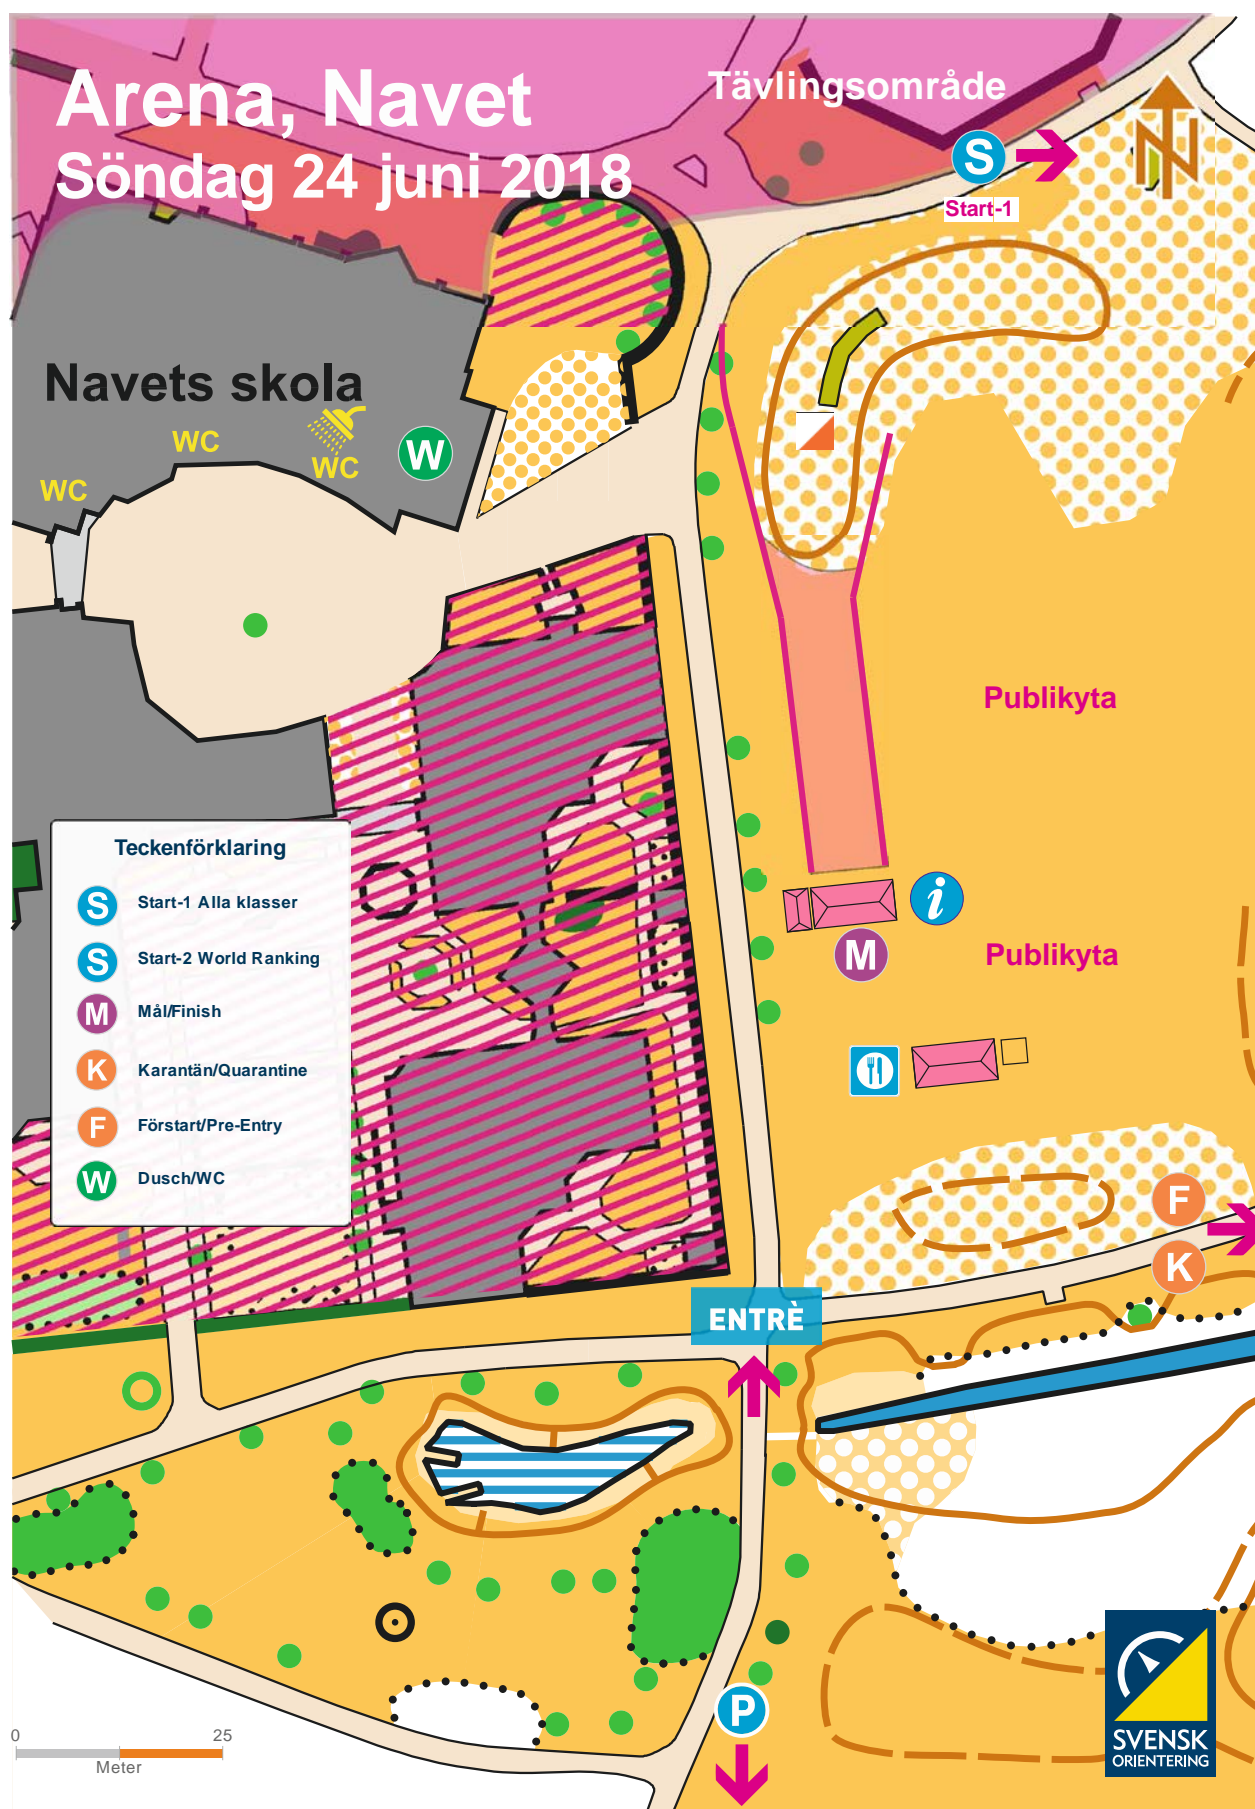 Arena, Navet
Söndag 24 juni 2018
Tävlingsområde
S
Start-1
N
Navets skola
WC
WC
WC
W
Publikyta
i
M
Publikyta
Teckenförklaring
S Start-1 Alla klasser
S Start-2 World Ranking
M Mål/Finish
K Karantän/Quarantine
F Förstart/Pre-Entry
W Dusch/WC
F
K
ENTRÈ
P
0 25
Meter
SVENSK
ORIENTERING